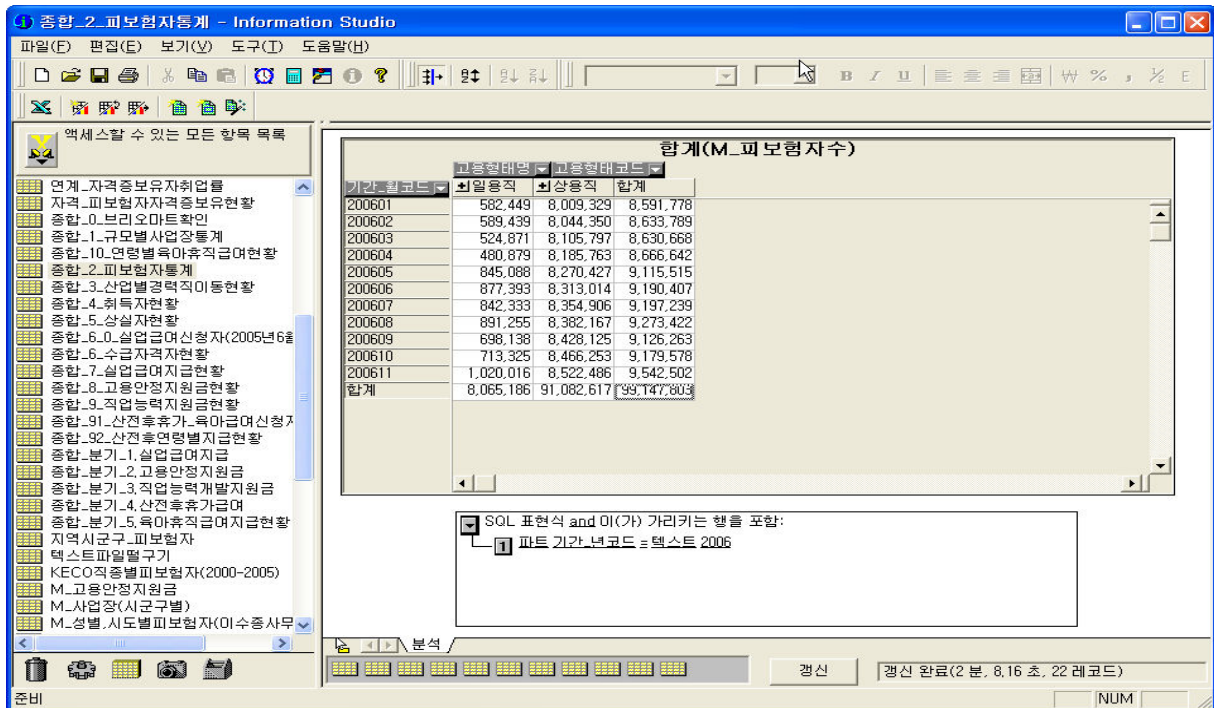 종합_2_피보험자통계 - Information Studio
파일(F) 편집(E) 보기(V) 도구(T) 도움말(H)
액세스할 수 있는 모든 항목 목록
연계_자격증보유자취업률
자격_피보험자자격증보유현황
종합_0_브리오마트확인
종합_1_규모별사업장통계
종합_10_연령별육아휴직급여현황
종합_2_피보험자통계
종합_3_산업별경력직이동현황
종합_4_취득자현황
종합_5_상실자현황
종합_6_0_실업급여신청자(2005년6월
종합_6_수급자격자현황
종합_7_실업급여지급현황
종합_8_고용안정지원금현황
종합_9_직업능력지원금현황
종합_91_산전후휴가_육아급여신청자
종합_92_산전후연령별지급현황
종합_분기_1.실업급여지급
종합_분기_2.고용안정지원금
종합_분기_3.직업능력개발지원금
종합_분기_4.산전후휴가급여
종합_분기_5.육아휴직급여지급현황
지역시군구_피보험자
텍스트파일떨구기
KECO직종별피보험자(2000-2005)
M_고용안정지원금
M_사업장(시군구별)
M_성별,시도별피보험자(이수종사무
합계(M_피보험자수)
고용형태명 고용형태코드
기간_월코드 일용직 상용직 합계
200601 582,449 8,009,329 8,591,778
200602 589,439 8,044,350 8,633,789
200603 524,871 8,105,797 8,630,668
200604 480,879 8,185,763 8,666,642
200605 845,088 8,270,427 9,115,515
200606 877,393 8,313,014 9,190,407
200607 842,333 8,354,906 9,197,239
200608 891,255 8,382,167 9,273,422
200609 698,138 8,428,125 9,126,263
200610 713,325 8,466,253 9,179,578
200611 1,020,016 8,522,486 9,542,502
합계 8,065,186 91,082,617 99,147,803
SQL 표현식 and 이(가) 가리키는 행을 포함:
1 파트 기간_년코드 = 텍스트 2006
분석
갱신 갱신 완료(2 분, 8.16 초, 22 레코드)
준비 NUM